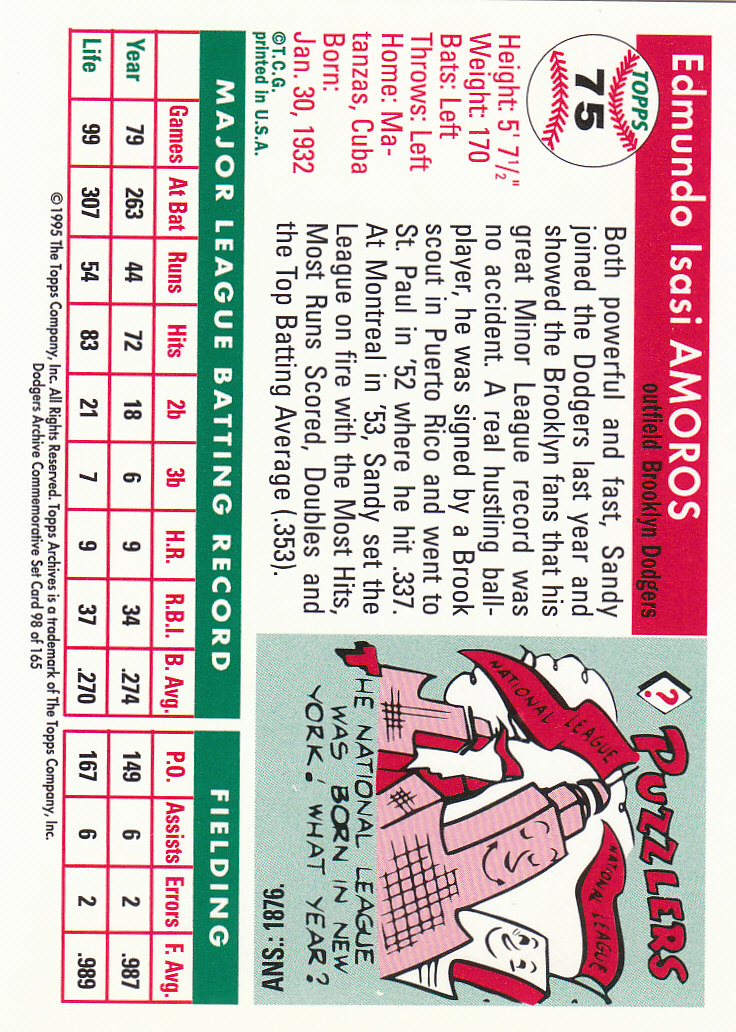 TOPPS
75
Edmundo Isasi AMOROS
outfield Brooklyn Dodgers
Height: 5' 7½"
Weight: 170
Bats: Left
Throws: Left
Home: Ma-
tanzas, Cuba
Born:
Jan. 30, 1932
©T.C.G.
printed in U.S.A.
Both powerful and fast, Sandy
joined the Dodgers last year and
showed the Brooklyn fans that his
great Minor League record was
no accident. A real hustling ball-
player, he was signed by a Brook
scout in Puerto Rico and went to
St. Paul in '52 where he hit .337.
At Montreal in '53, Sandy set the
League on fire with the Most Hits,
Most Runs Scored, Doubles and
the Top Batting Average (.353).
? PUZZLERS
NATIONAL LEAGUE
NATIONAL LEAGUE
THE NATIONAL LEAGUE
WAS BORN IN NEW
YORK. WHAT YEAR?
ANS.: 1876.
MAJOR LEAGUE BATTING RECORD FIELDING
Games At Bat Runs Hits 2b 3b H.R. R.B.I. B. Avg. P.O. Assists Errors F. Avg.
Year 79 263 44 72 18 6 9 34 .274 149 6 2 .987
Life 99 307 54 83 21 7 9 37 .270 167 6 2 .989
©1995 The Topps Company, Inc. All Rights Reserved. Topps Archives is a trademark of The Topps Company, Inc.
Dodgers Archive Commemorative Set Card 98 of 165